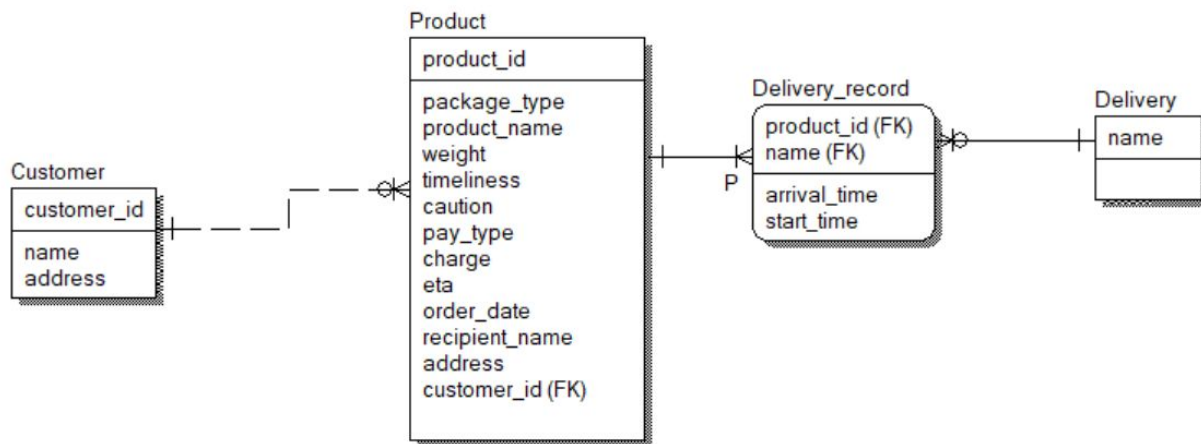 Product
product_id
package_type
product_name
weight
timeliness
caution
pay_type
charge
eta
order_date
recipient_name
address
customer_id (FK)
Customer
customer_id
name
address
P
Delivery_record
product_id (FK)
name (FK)
arrival_time
start_time
Delivery
name